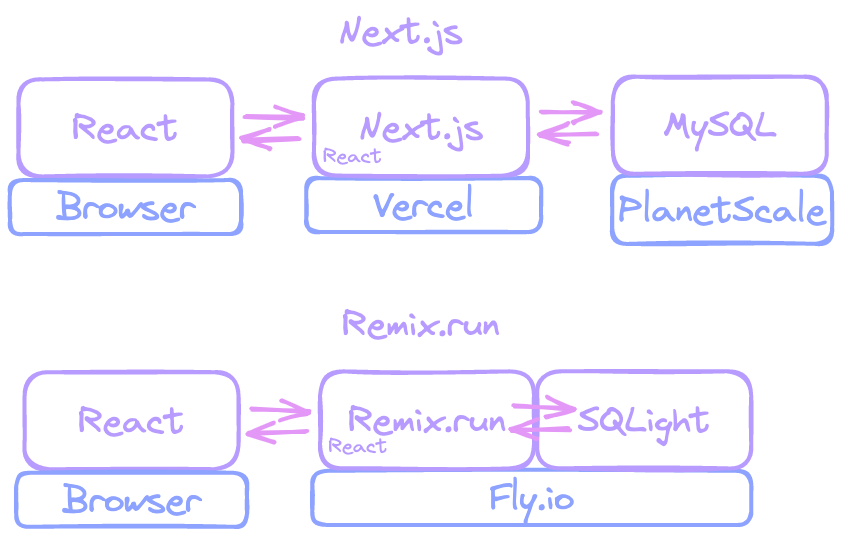 Next.js
React
Next.js
React
MySQL
Browser
Vercel
PlanetScale
Remix.run
React
Remix.run
React
SQLight
Browser
Fly.io